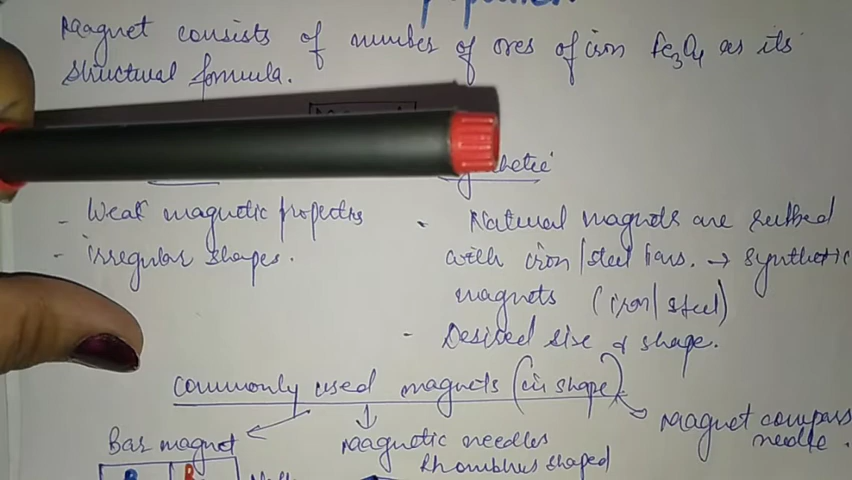 Magnet consists of number of ores of iron Fe3O4 as its
structural formula.
- Weak magnetic properties
- irregular shapes.
- Natural magnets are rubbed
with iron/steel bars. → synthetic
magnets (iron/steel)
- Desired size & shape.
commonly used magnets (in shape)
Bar magnet
Magnetic needles
Rhombus shaped
Magnet compass
needle.